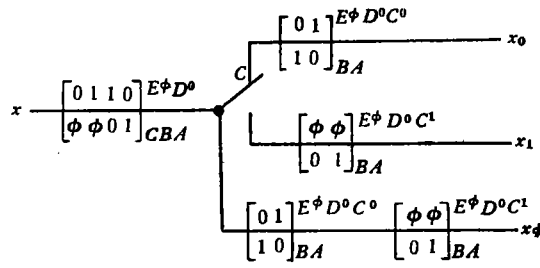 [0 1] E^ϕ D^0 C^0 x_0
[1 0] BA
C
[0 1 1 0] E^ϕ D^0
x
[ϕ ϕ 0 1] CBA
[ϕ ϕ] E^ϕ D^0 C^1
[0 1] BA x_1
[0 1] E^ϕ D^0 C^0 [ϕ ϕ] E^ϕ D^0 C^1
[1 0] BA [0 1] BA x_ϕ